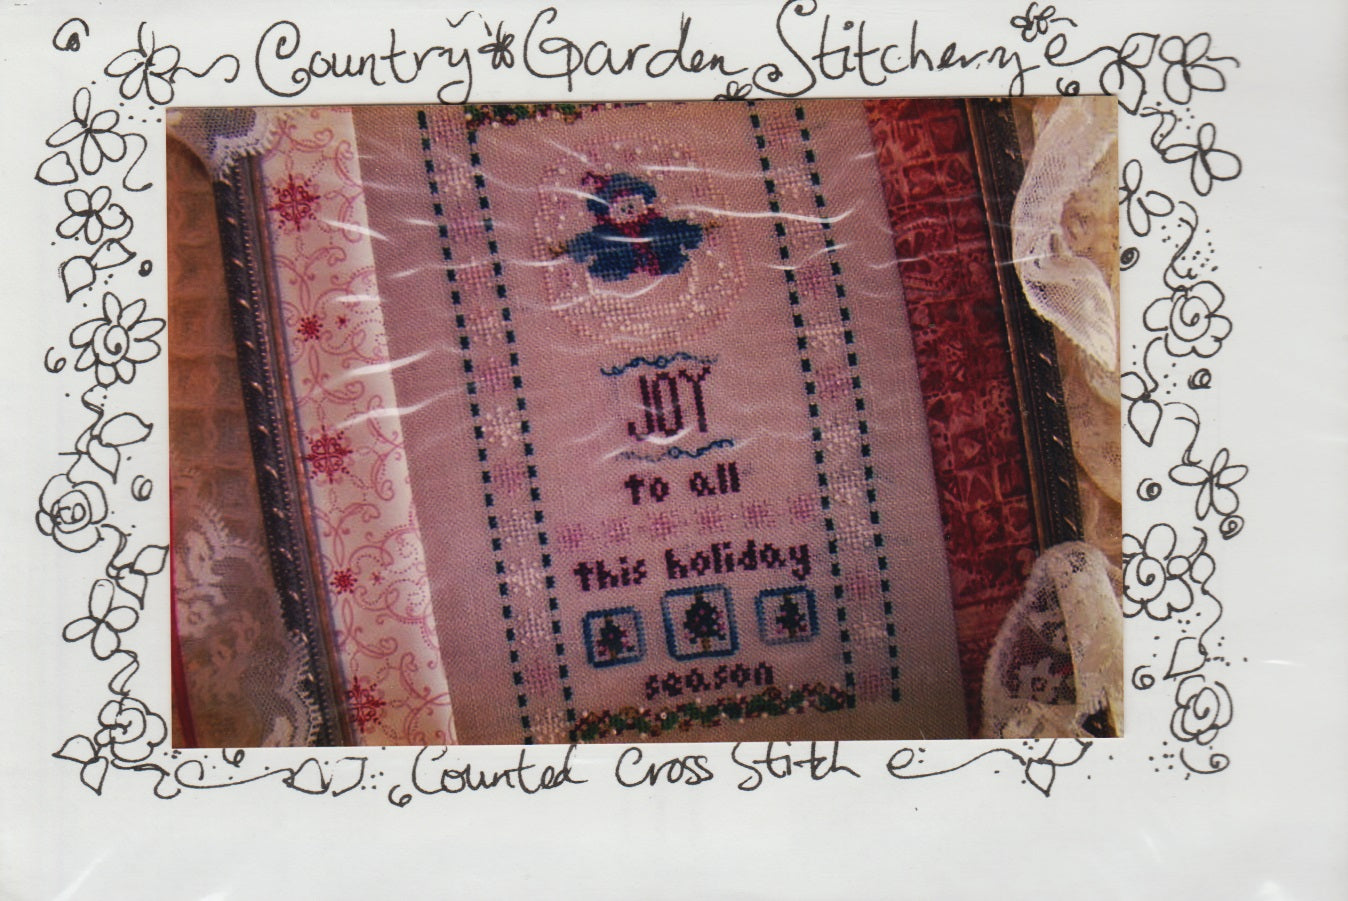 Country Garden Stitchery
JOY
to all
this holiday
season
Counted Cross Stitch